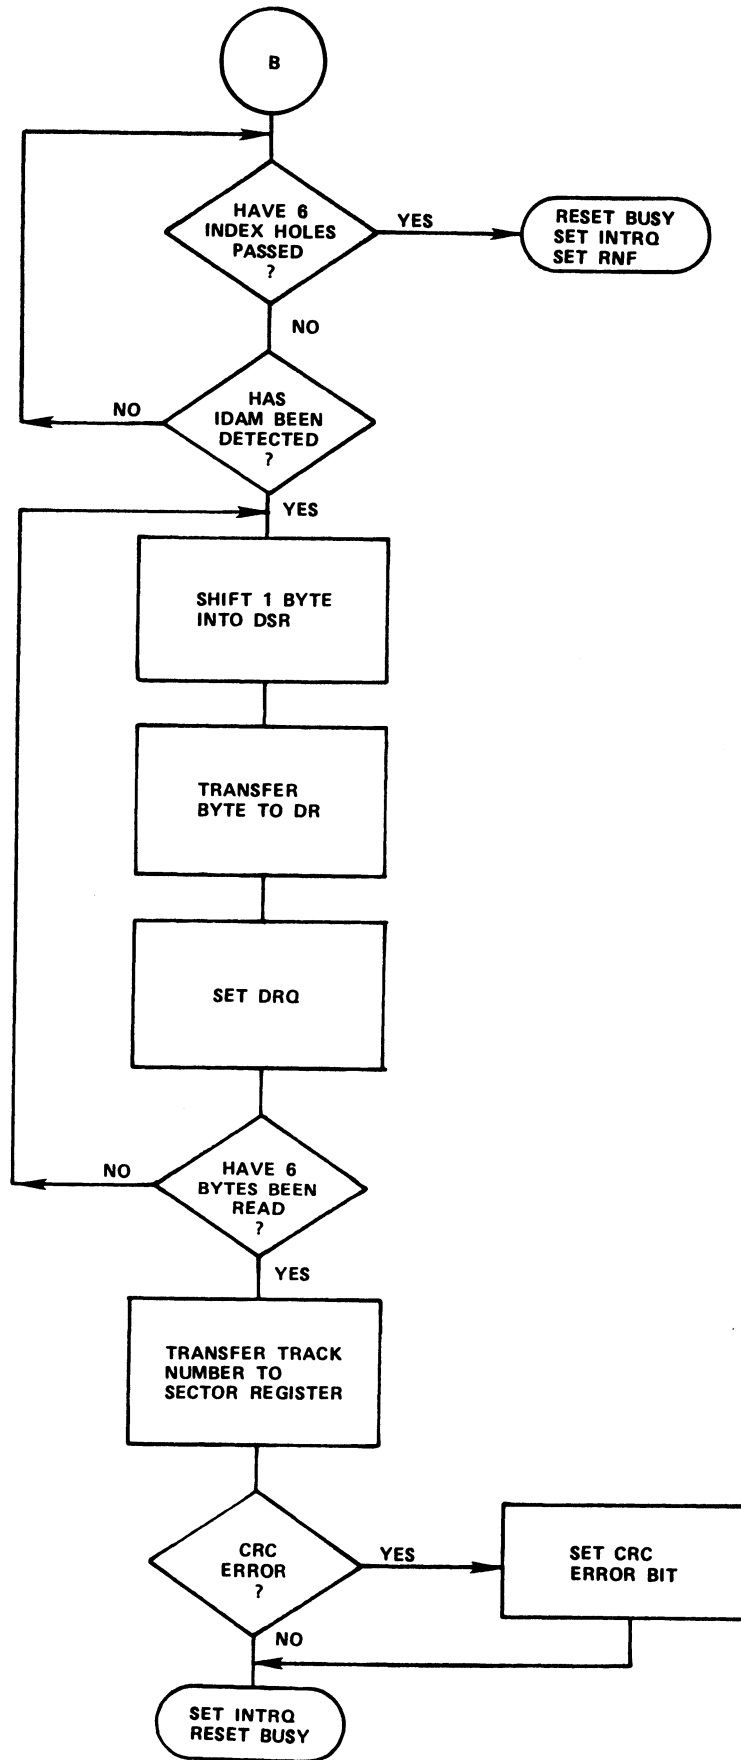 B
HAVE 6
INDEX HOLES
PASSED
?
YES
RESET BUSY
SET INTRQ
SET RNF
NO
HAS
IDAM BEEN
DETECTED
?
NO
YES
SHIFT 1 BYTE
INTO DSR
TRANSFER
BYTE TO DR
SET DRQ
HAVE 6
BYTES BEEN
READ
?
NO
YES
TRANSFER TRACK
NUMBER TO
SECTOR REGISTER
CRC
ERROR
?
YES
SET CRC
ERROR BIT
NO
SET INTRQ
RESET BUSY